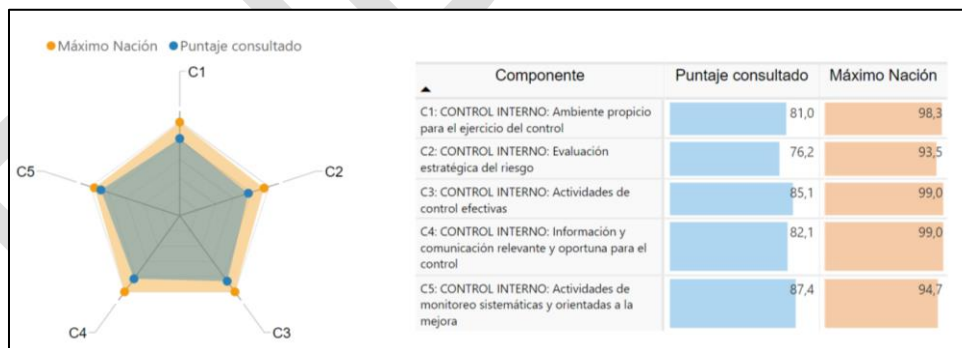 Máximo Nación Puntaje consultado
C1
C2
C3
C4
C5
Componente Puntaje consultado Máximo Nación
C1: CONTROL INTERNO: Ambiente propicio
para el ejercicio del control
81,0 98,3
C2: CONTROL INTERNO: Evaluación
estratégica del riesgo
76,2 93,5
C3: CONTROL INTERNO: Actividades de
control efectivas
85,1 99,0
C4: CONTROL INTERNO: Información y
comunicación relevante y oportuna para el
control
82,1 99,0
C5: CONTROL INTERNO: Actividades de
monitoreo sistemáticas y orientadas a la
mejora
87,4 94,7